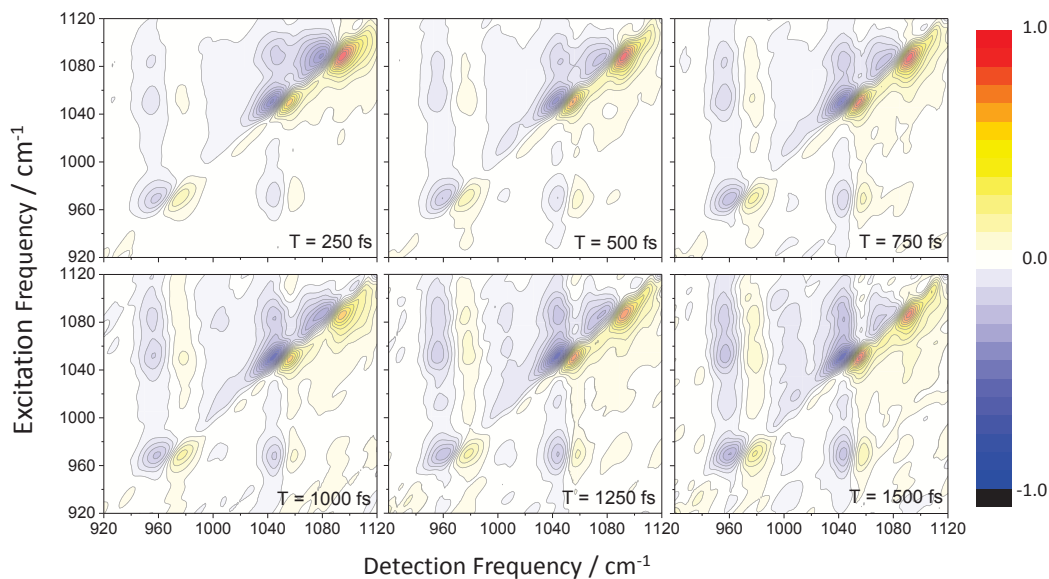 1120
1080
1040
1000
960
920
T = 250 fs
T = 500 fs
T = 750 fs
1120
1080
1040
1000
960
920
T = 1000 fs
T = 1250 fs
T = 1500 fs
920 960 1000 1040 1080 1120 960 1000 1040 1080 1120 960 1000 1040 1080 1120
Excitation Frequency / cm⁻¹
Detection Frequency / cm⁻¹
1.0
0.0
-1.0